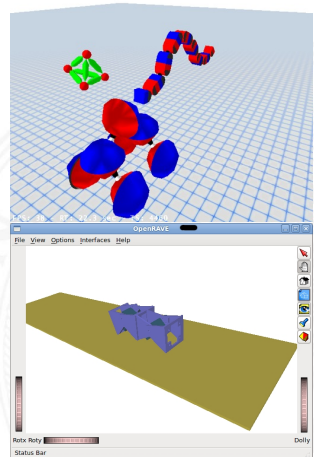 OpenRAVE
File View Options Interfaces Help
Rotx Roty
Dolly
Status Bar